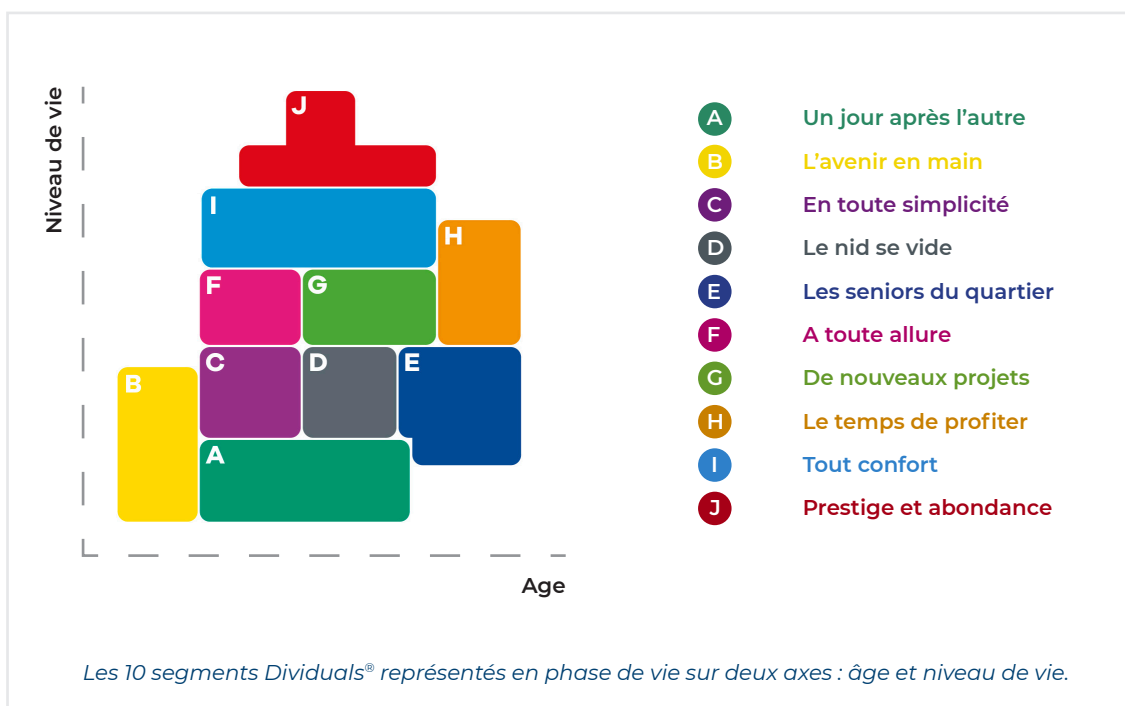 Niveau de vie
J
I
H
F
G
C
D
E
B
A
Age
A Un jour après l’autre
B L’avenir en main
C En toute simplicité
D Le nid se vide
E Les seniors du quartier
F A toute allure
G De nouveaux projets
H Le temps de profiter
I Tout confort
J Prestige et abondance
Les 10 segments Dividuals® représentés en phase de vie sur deux axes : âge et niveau de vie.